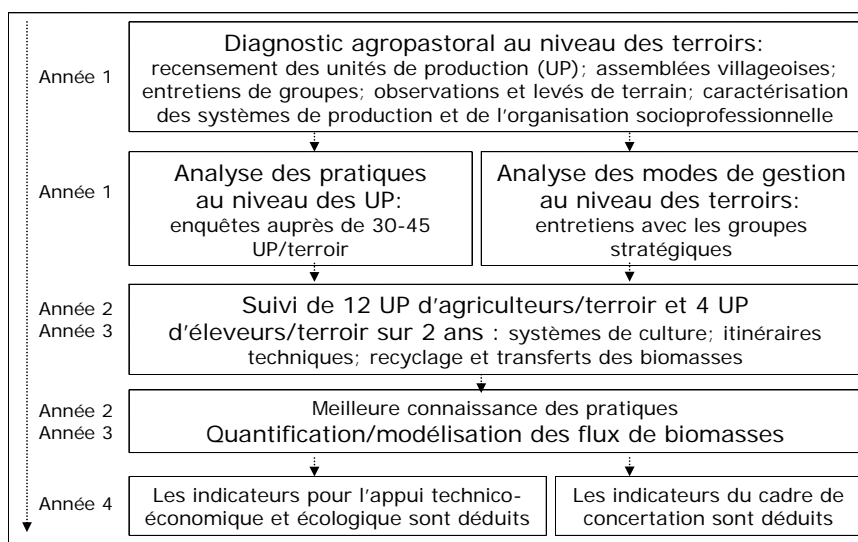 Diagnostic agropastoral au niveau des terroirs:
Année 1
recensement des unités de production (UP); assemblées villageoises;
entretiens de groupes; observations et levés de terrain; caractérisation
des systèmes de production et de l'organisation socioprofessionnelle
Année 1
Analyse des pratiques
au niveau des UP:
enquêtes auprès de 30-45
UP/terroir
Analyse des modes de gestion
au niveau des terroirs:
entretiens avec les groupes
stratégiques
Année 2
Année 3
Suivi de 12 UP d'agriculteurs/terroir et 4 UP
d'éleveurs/terroir sur 2 ans : systèmes de culture; itinéraires
techniques; recyclage et transferts des biomasses
Année 2
Année 3
Meilleure connaissance des pratiques
Quantification/modélisation des flux de biomasses
Année 4
Les indicateurs pour l'appui technico-
économique et écologique sont déduits
Les indicateurs du cadre de
concertation sont déduits